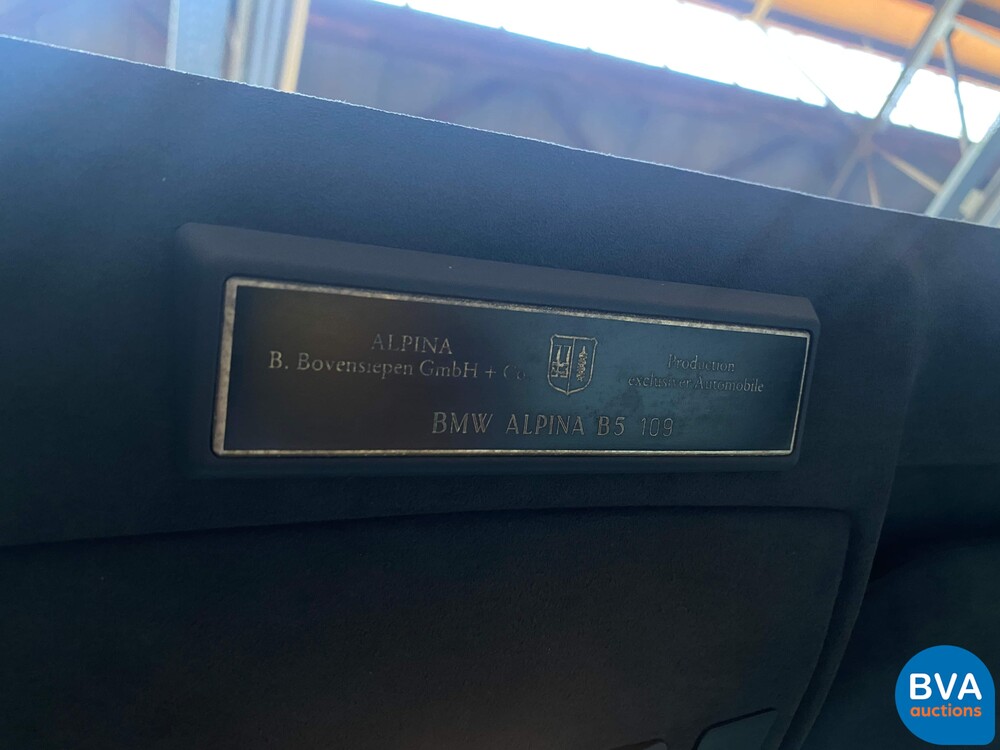 ALPINA
B. Bovensiepen GmbH + Co
Production
exclusiver Automobile
BMW ALPINA B5 109
BVA
auctions